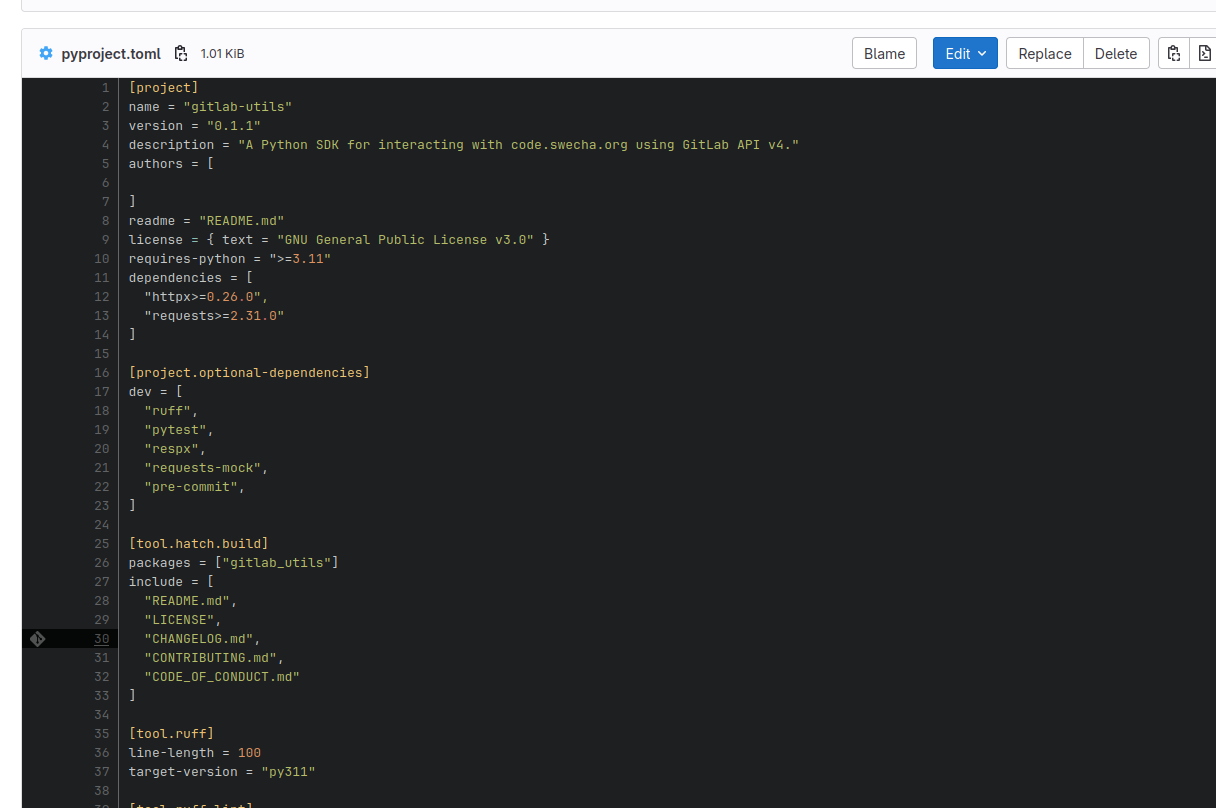 pyproject.toml 1.01 KiB Blame Edit Replace Delete
1 [project]
2 name = "gitlab-utils"
3 version = "0.1.1"
4 description = "A Python SDK for interacting with code.swecha.org using GitLab API v4."
5 authors = [
6
7 ]
8 readme = "README.md"
9 license = { text = "GNU General Public License v3.0" }
10 requires-python = ">=3.11"
11 dependencies = [
12   "httpx>=0.26.0",
13   "requests>=2.31.0"
14 ]
15
16 [project.optional-dependencies]
17 dev = [
18   "ruff",
19   "pytest",
20   "respx",
21   "requests-mock",
22   "pre-commit",
23 ]
24
25 [tool.hatch.build]
26 packages = ["gitlab_utils"]
27 include = [
28   "README.md",
29   "LICENSE",
30   "CHANGELOG.md",
31   "CONTRIBUTING.md",
32   "CODE_OF_CONDUCT.md"
33 ]
34
35 [tool.ruff]
36 line-length = 100
37 target-version = "py311"
38
39 [tool.ruff.lint]